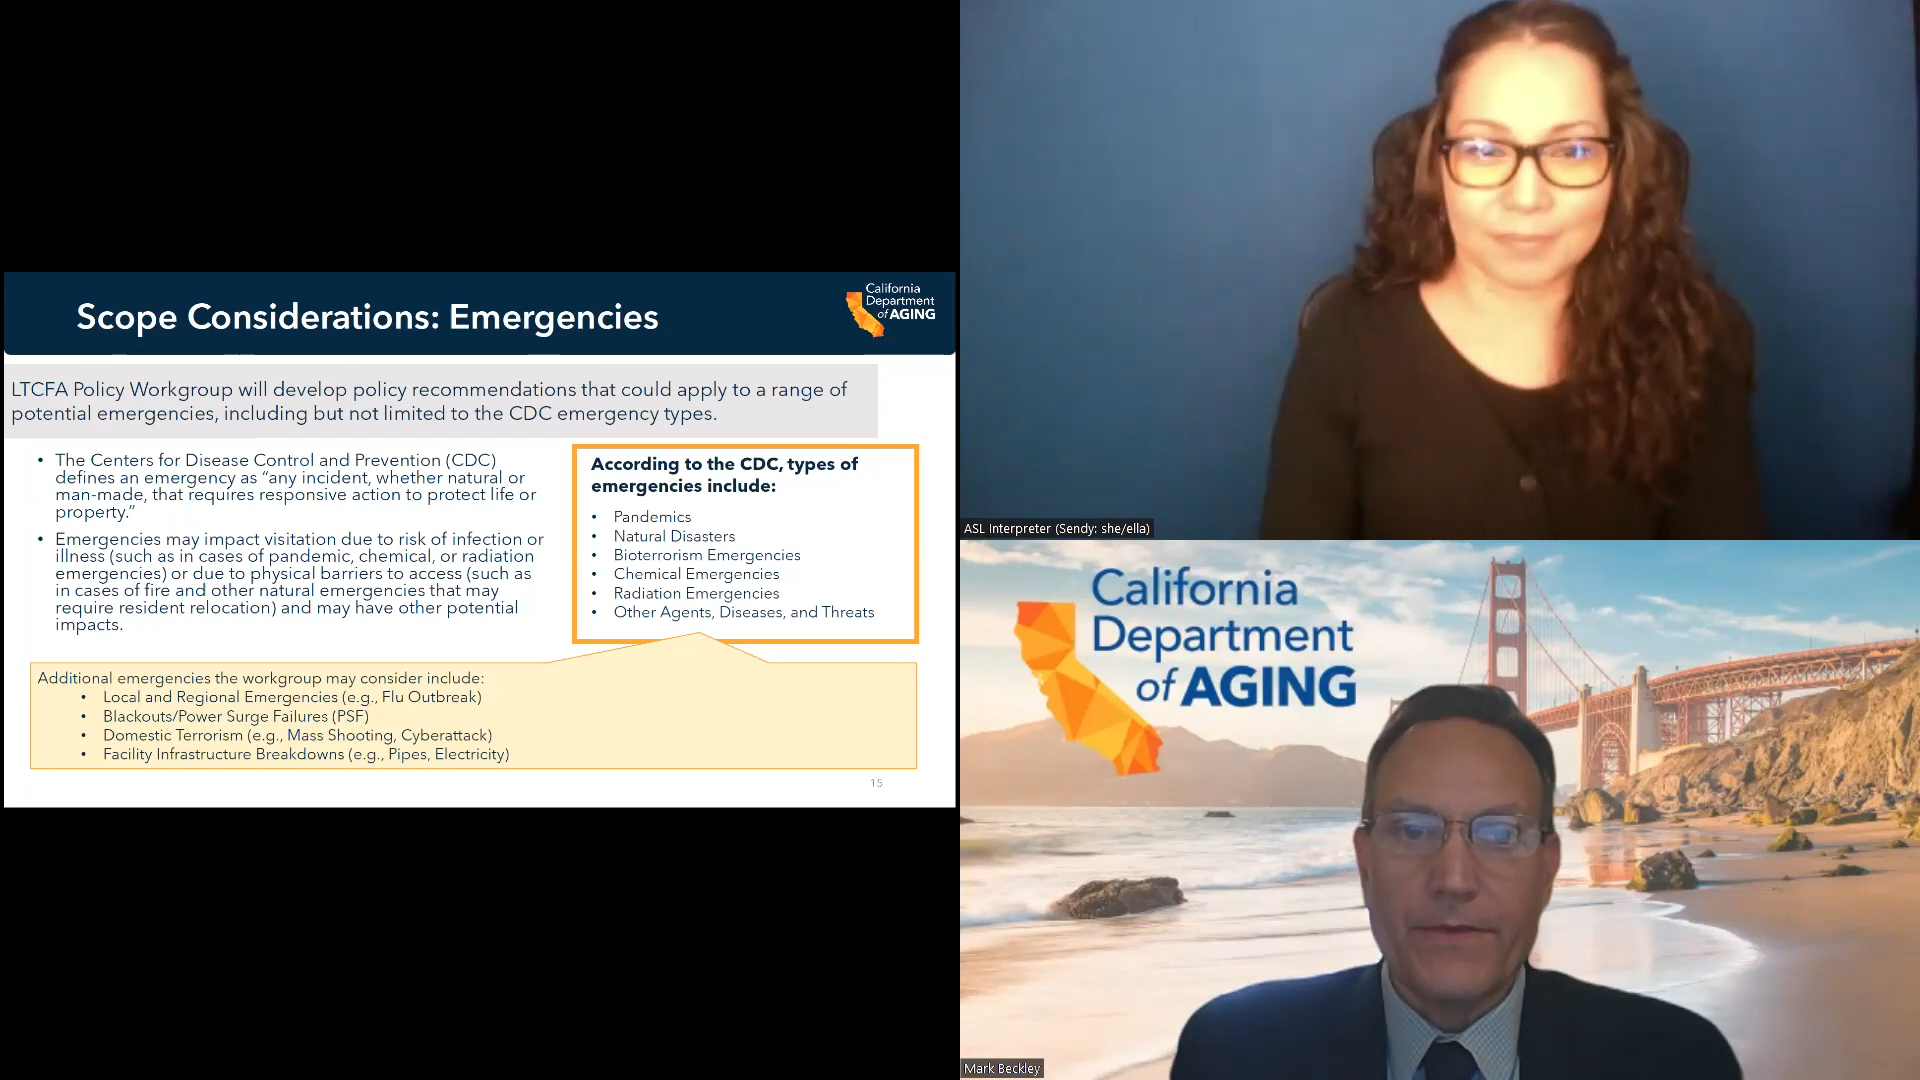 Scope Considerations: Emergencies
California
Department
of AGING
LTCFA Policy Workgroup will develop policy recommendations that could apply to a range of
potential emergencies, including but not limited to the CDC emergency types.
• The Centers for Disease Control and Prevention (CDC)
defines an emergency as “any incident, whether natural or
man-made, that requires responsive action to protect life or
property.”
• Emergencies may impact visitation due to risk of infection or
illness (such as in cases of pandemic, chemical, or radiation
emergencies) or due to physical barriers to access (such as
in cases of fire and other natural emergencies that may
require resident relocation) and may have other potential
impacts.
According to the CDC, types of
emergencies include:
• Pandemics
• Natural Disasters
• Bioterrorism Emergencies
• Chemical Emergencies
• Radiation Emergencies
• Other Agents, Diseases, and Threats
Additional emergencies the workgroup may consider include:
• Local and Regional Emergencies (e.g., Flu Outbreak)
• Blackouts/Power Surge Failures (PSF)
• Domestic Terrorism (e.g., Mass Shooting, Cyberattack)
• Facility Infrastructure Breakdowns (e.g., Pipes, Electricity)
15
ASL Interpreter (Sendy: she/ella)
California
Department
of AGING
Mark Beckley